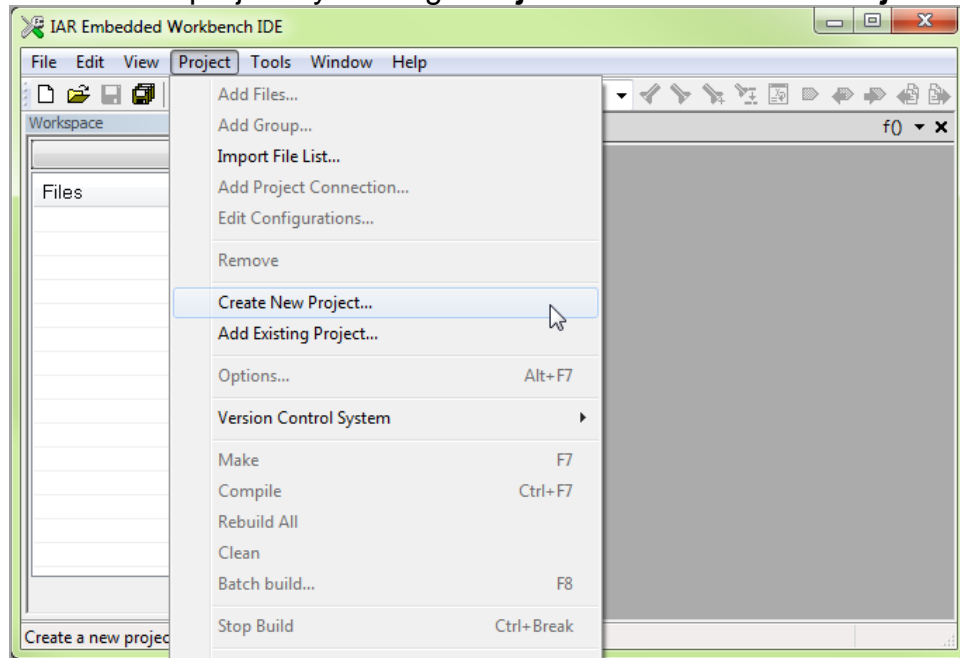 project by
IAR Embedded Workbench IDE
File Edit View Project Tools Window Help
Workspace
f()
Files
Add Files...
Add Group...
Import File List...
Add Project Connection...
Edit Configurations...
Remove
Create New Project...
Add Existing Project...
Options... Alt+F7
Version Control System
Make F7
Compile Ctrl+F7
Rebuild All
Clean
Batch build... F8
Stop Build Ctrl+Break
Create a new projec